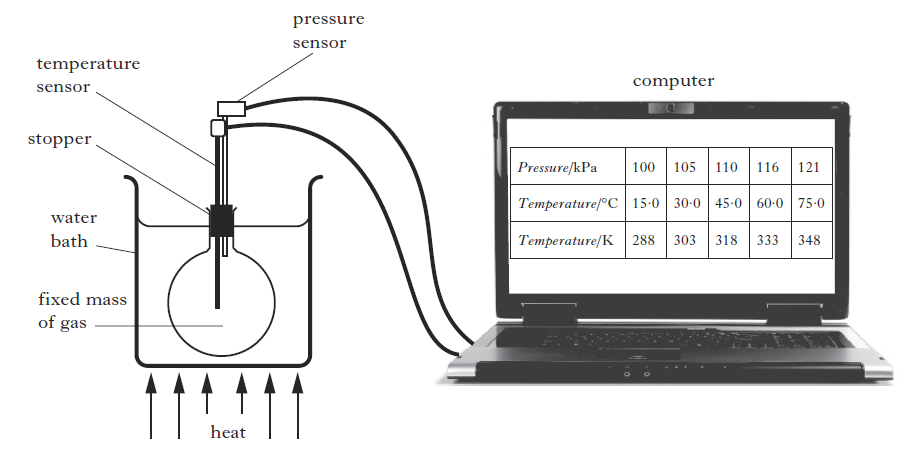 pressure
sensor
temperature
sensor
computer
stopper
Pressure/kPa 100 105 110 116 121
Temperature/°C 15·0 30·0 45·0 60·0 75·0
Temperature/K 288 303 318 333 348
water
bath
fixed mass
of gas
heat